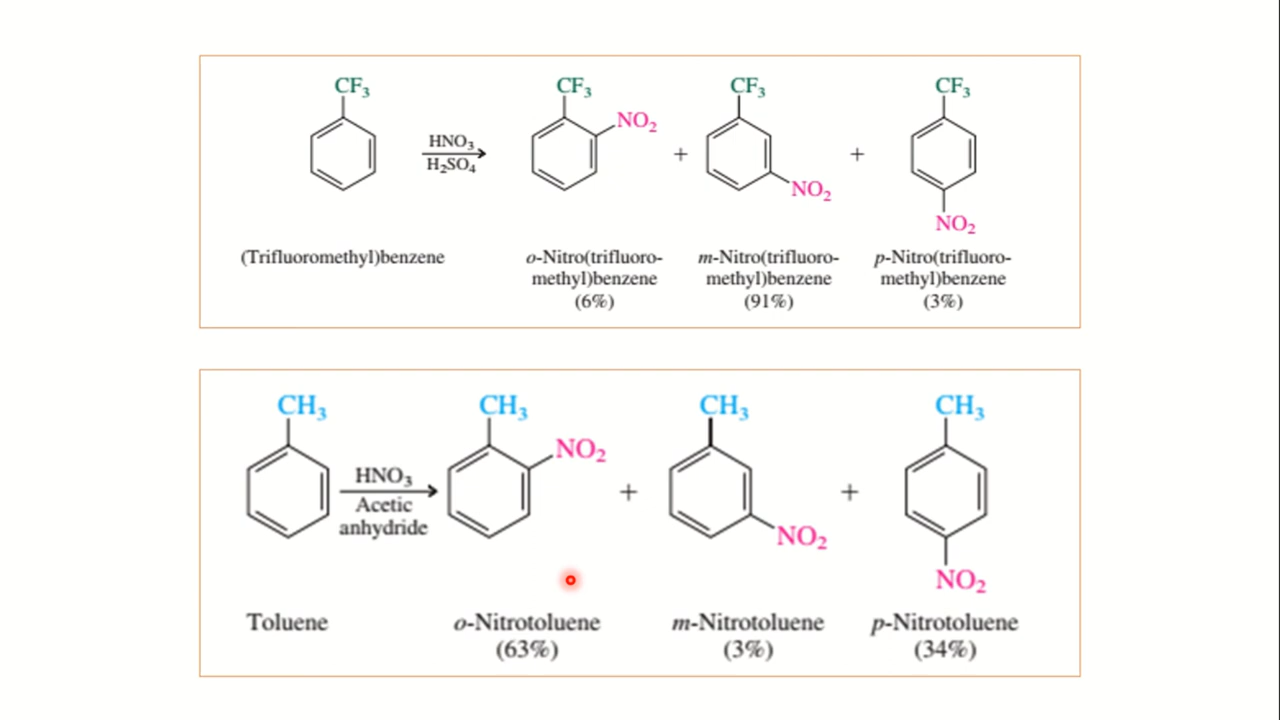 CF₃ CF₃ CF₃ CF₃
NO₂
HNO₃
+ +
H₂SO₄
NO₂
NO₂
(Trifluoromethyl)benzene o-Nitro(trifluoro- m-Nitro(trifluoro- p-Nitro(trifluoro-
methyl)benzene methyl)benzene methyl)benzene
(6%) (91%) (3%)
CH₃ CH₃ CH₃ CH₃
NO₂
HNO₃
+ +
Acetic
anhydride NO₂
NO₂
Toluene o-Nitrotoluene m-Nitrotoluene p-Nitrotoluene
(63%) (3%) (34%)